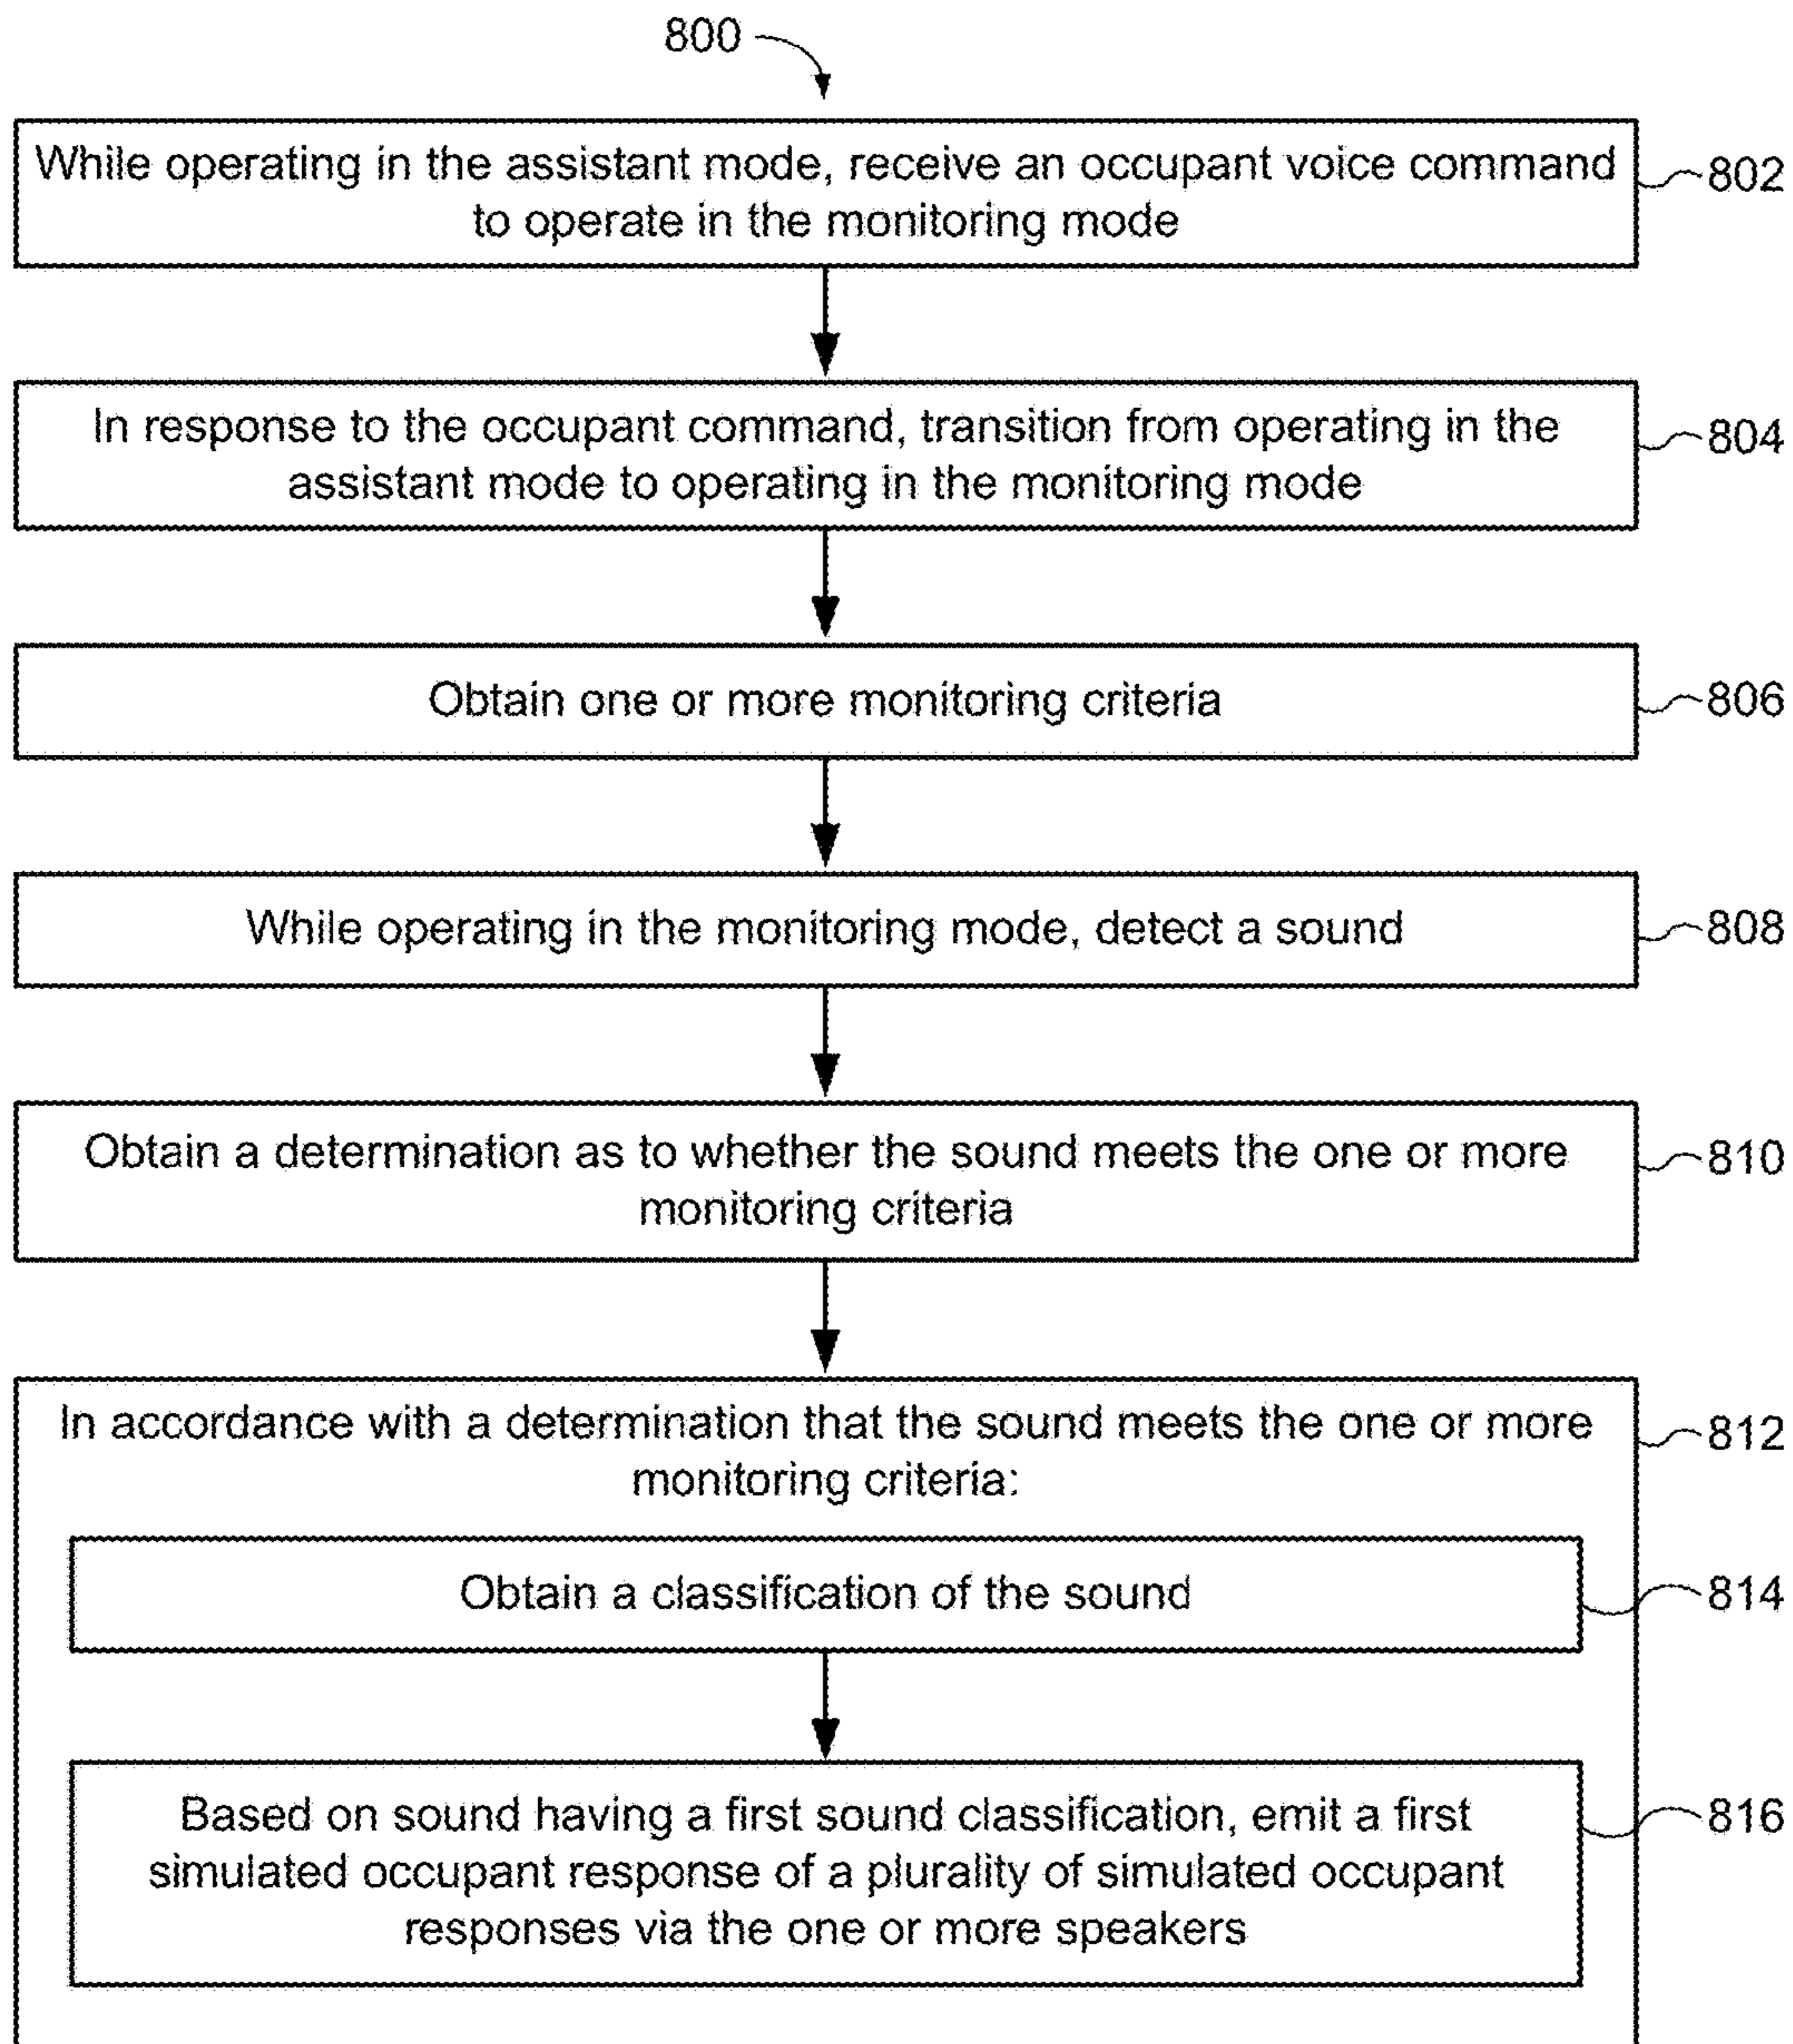 800
While operating in the assistant mode, receive an occupant voice command
to operate in the monitoring mode
802
In response to the occupant command, transition from operating in the
assistant mode to operating in the monitoring mode
804
Obtain one or more monitoring criteria
806
While operating in the monitoring mode, detect a sound
808
Obtain a determination as to whether the sound meets the one or more
monitoring criteria
810
In accordance with a determination that the sound meets the one or more
monitoring criteria:
812
Obtain a classification of the sound
814
Based on sound having a first sound classification, emit a first
simulated occupant response of a plurality of simulated occupant
responses via the one or more speakers
816